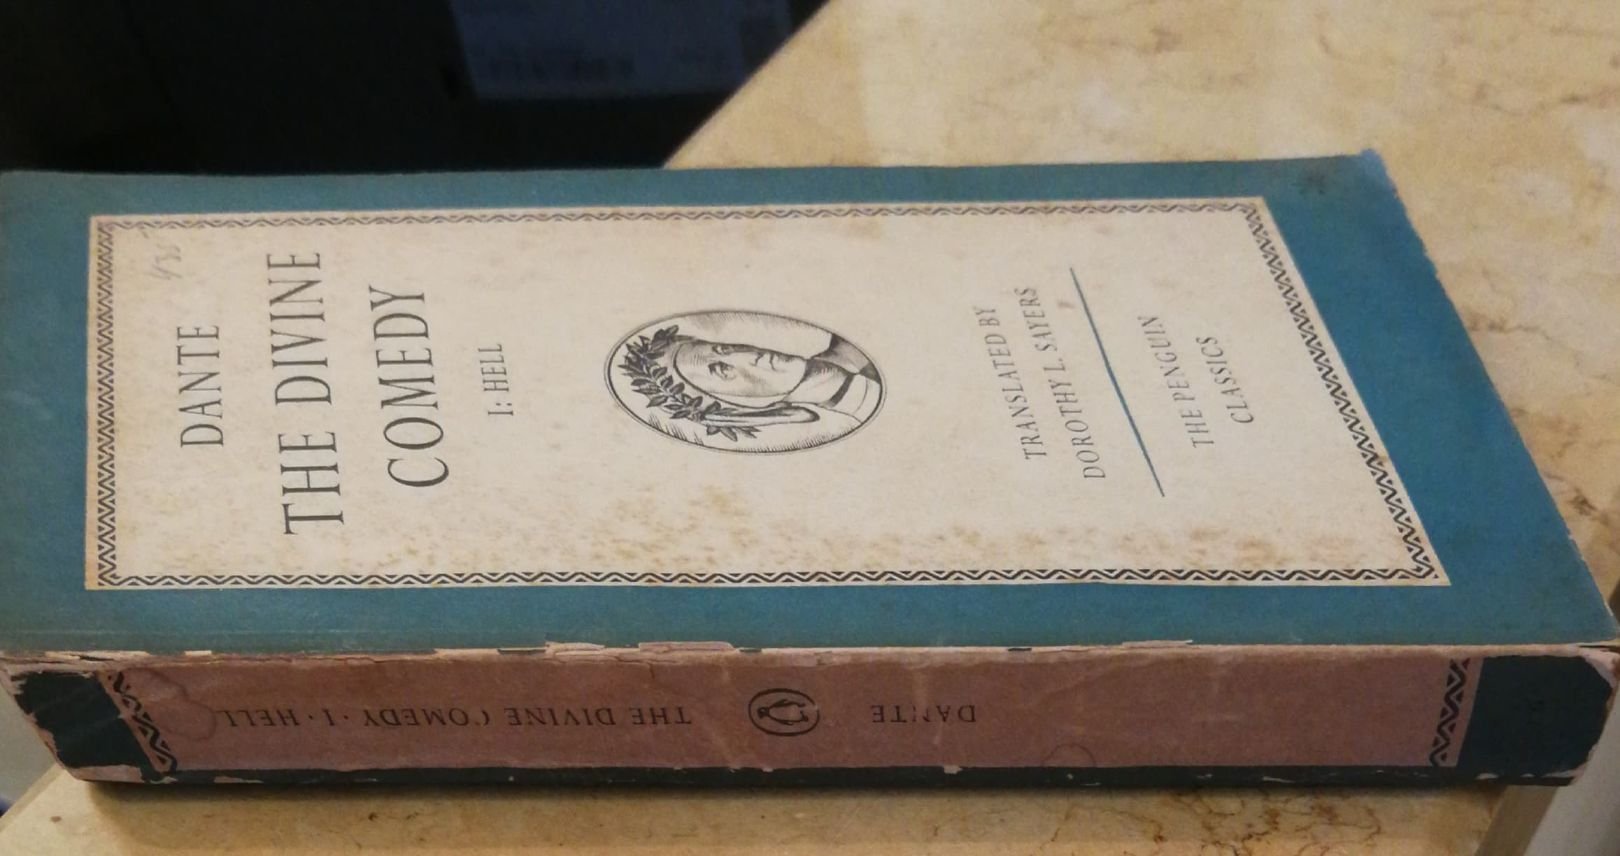 DANTE
THE DIVINE
COMEDY
I: HELL
TRANSLATED BY
DOROTHY L. SAYERS
THE PENGUIN
CLASSICS
DANTE
THE DIVINE COMEDY · I · HELL